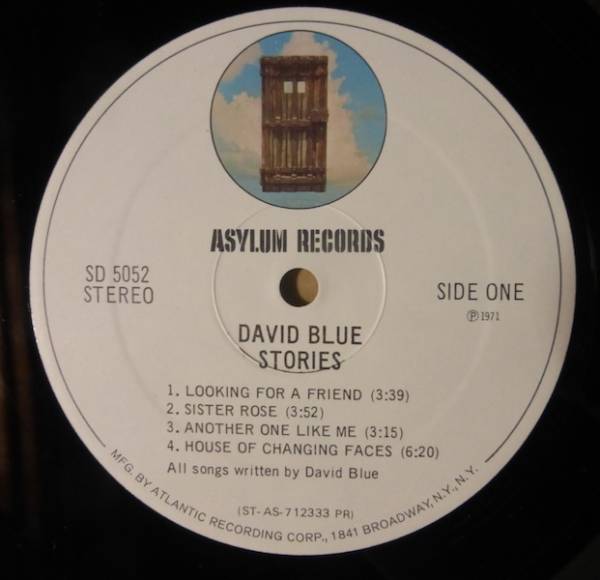 ASYLUM RECORDS
SD 5052
STEREO
SIDE ONE
Ⓟ 1971
DAVID BLUE
STORIES
1. LOOKING FOR A FRIEND (3:39)
2. SISTER ROSE (3:52)
3. ANOTHER ONE LIKE ME (3:15)
4. HOUSE OF CHANGING FACES (6:20)
All songs written by David Blue
(ST-AS-712333 PR)
MFG. BY ATLANTIC RECORDING CORP., 1841 BROADWAY, N.Y., N.Y.